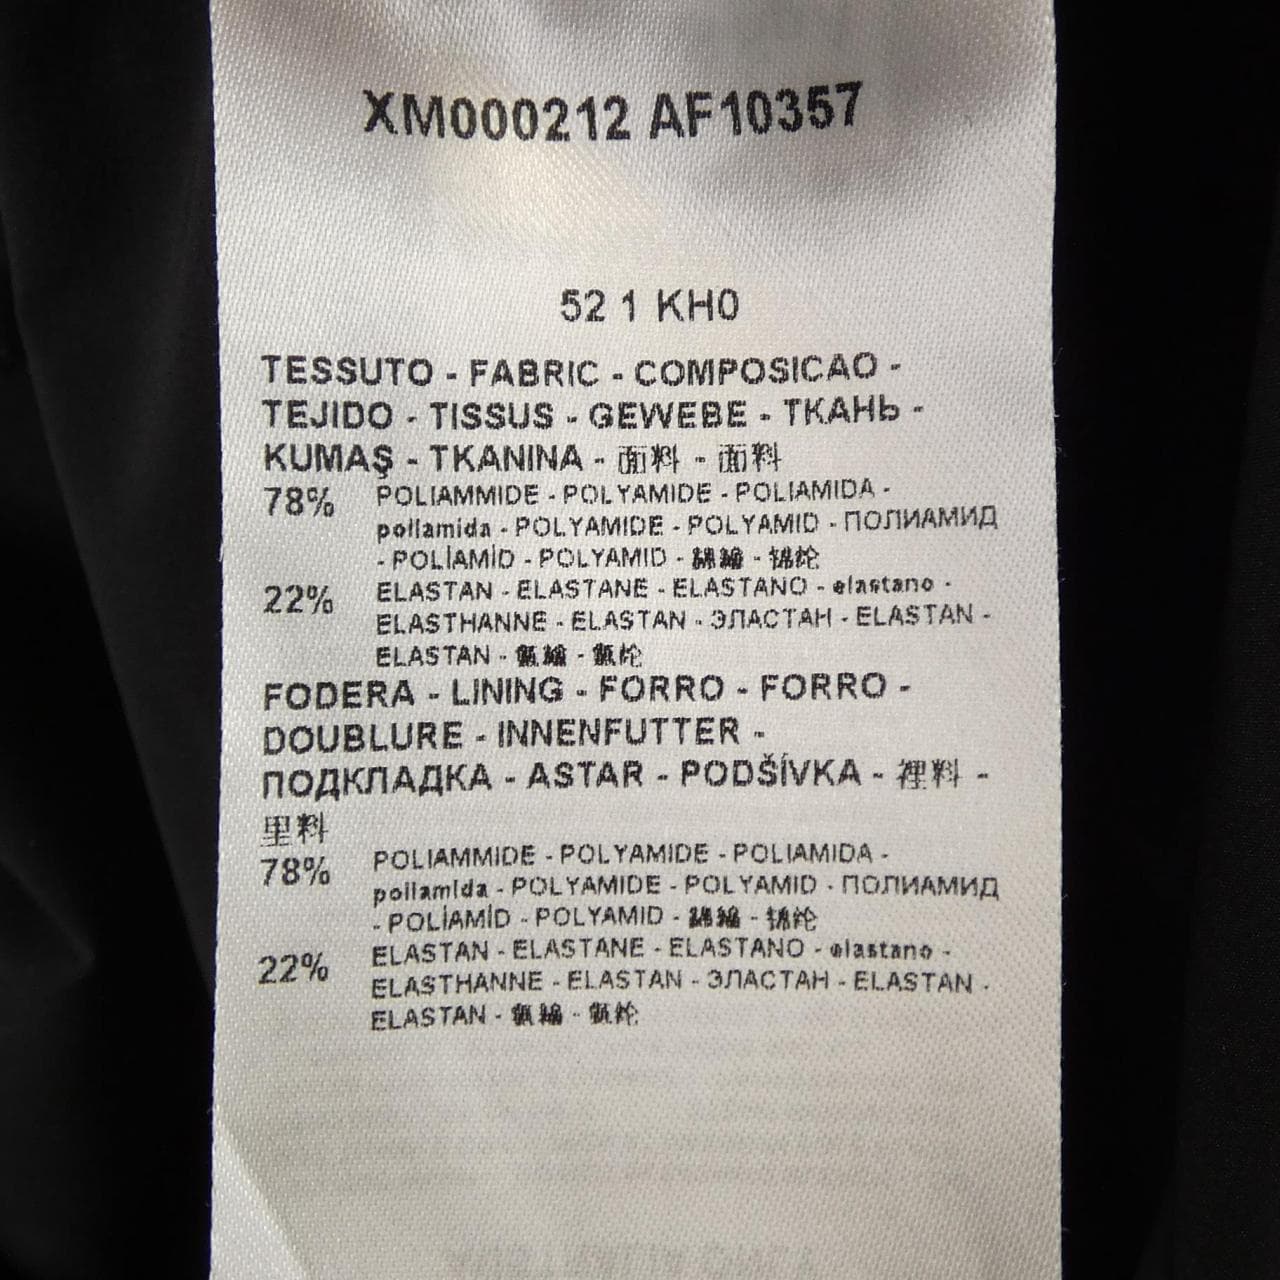 XM000212 AF10357
52 1 KH0
TESSUTO - FABRIC - COMPOSICAO -
TEJIDO - TISSUS - GEWEBE - ТКАНЬ -
KUMAŞ - TKANINA - 面料 - 面料
78% POLIAMMIDE - POLYAMIDE - POLIAMIDA -
poliamida - POLYAMIDE - POLYAMID - ПОЛИАМИД
- POLİAMİD - POLYAMID - 錦綸 - 锦纶
22% ELASTAN - ELASTANE - ELASTANO - elastano -
ELASTHANNE - ELASTAN - ЭЛАСТАН - ELASTAN -
ELASTAN - 氨綸 - 氨纶
FODERA - LINING - FORRO - FORRO -
DOUBLURE - INNENFUTTER -
ПОДКЛАДКА - ASTAR - PODŠÍVKA - 裡料 -
里料
78% POLIAMMIDE - POLYAMIDE - POLIAMIDA -
poliamida - POLYAMIDE - POLYAMID - ПОЛИАМИД
- POLİAMİD - POLYAMID - 錦綸 - 锦纶
22% ELASTAN - ELASTANE - ELASTANO - elastano -
ELASTHANNE - ELASTAN - ЭЛАСТАН - ELASTAN -
ELASTAN - 氨綸 - 氨纶